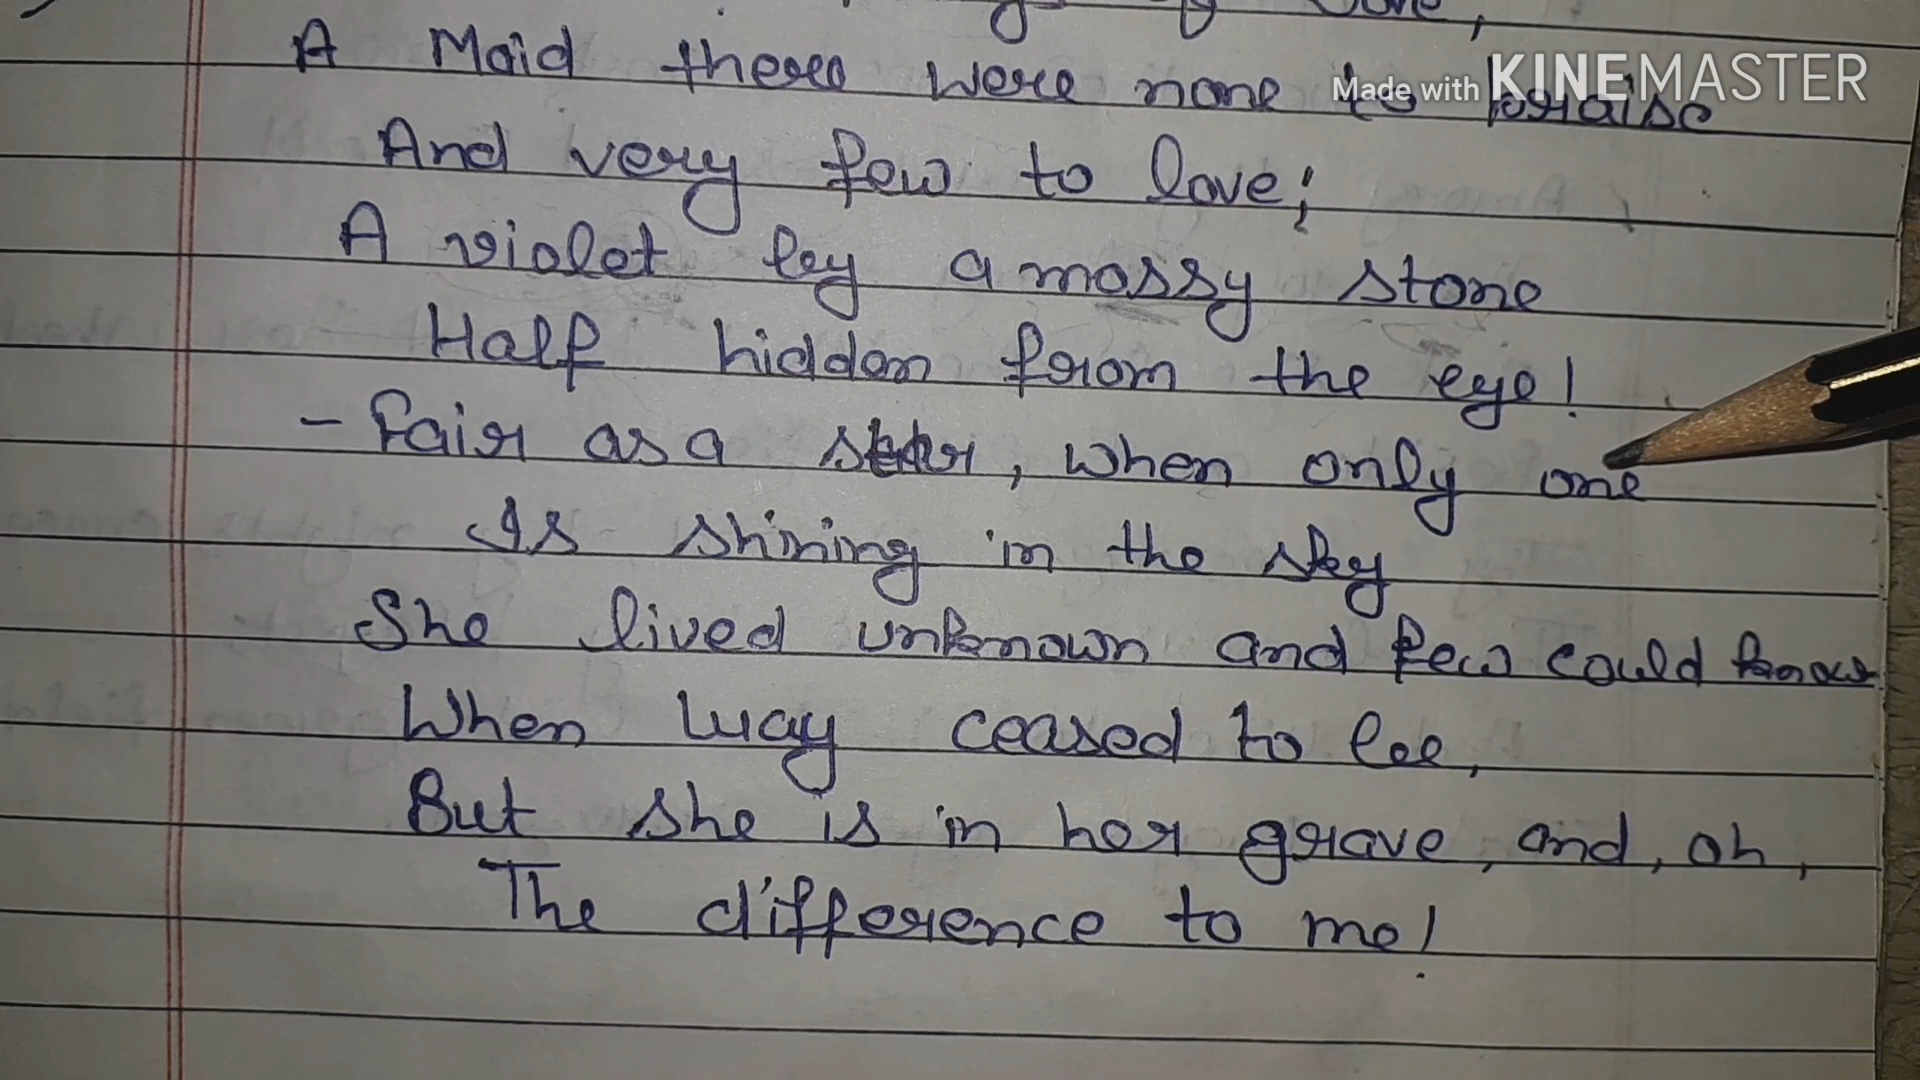 love,
A Maid there were none to praise
Made with KINEMASTER
And very few to love;
A violet by a mossy stone
Half hidden from the eye!
- Fair as a star, when only one
Is shining in the sky
She lived unknown and few could know
When Lucy ceased to be,
But she is in her grave, and, oh,
The difference to me!